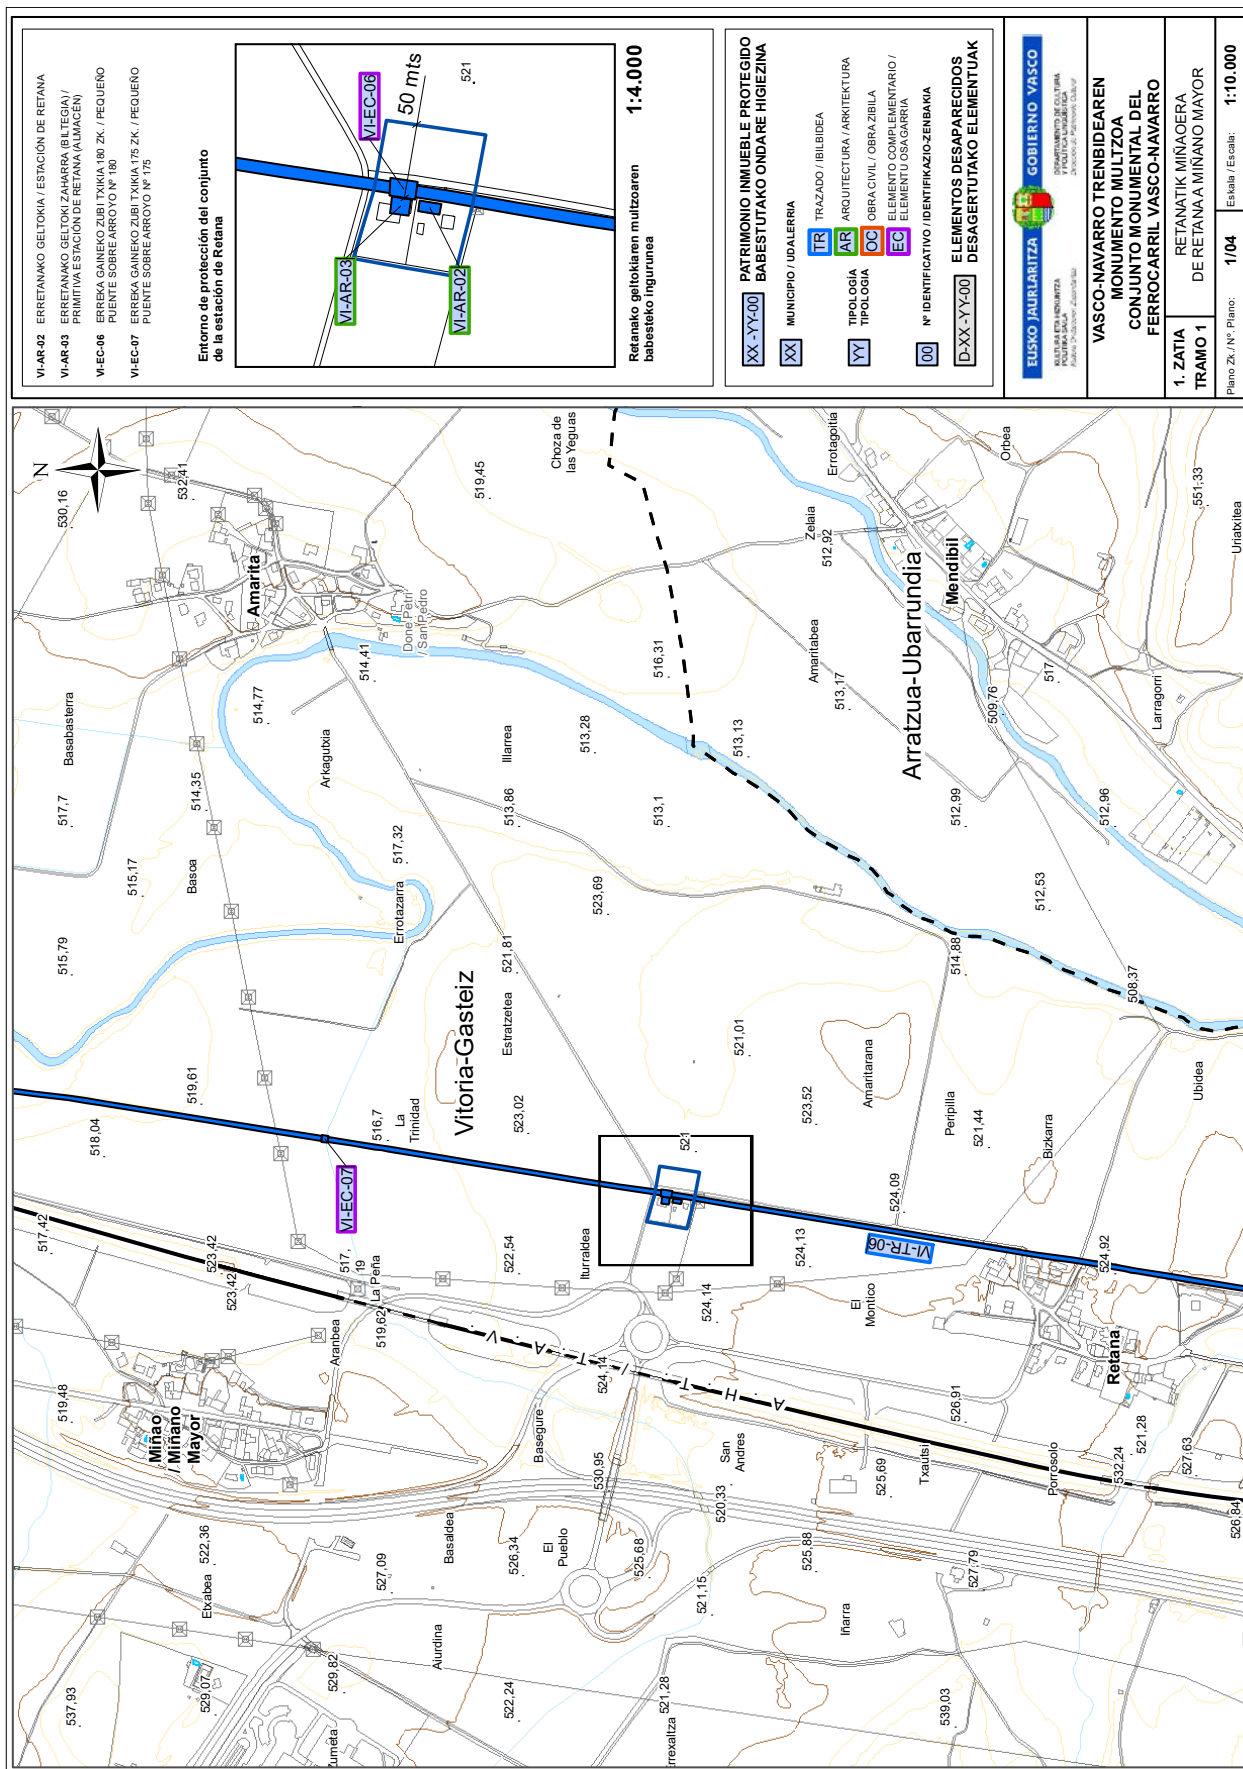 VI-AR-02 ERRETANAKO GELTOKIA / ESTACIÓN DE RETANA
VI-AR-03 ERRETANAKO GELTOKI ZAHARRA (BILTEGIA) /
PRIMITIVA ESTACIÓN DE RETANA (ALMACÉN)
VI-EC-06 ERREKA GAINEKO ZUBI TXIKIA 180 ZK. / PEQUEÑO
PUENTE SOBRE ARROYO Nº 180
VI-EC-07 ERREKA GAINEKO ZUBI TXIKIA 175 ZK. / PEQUEÑO
PUENTE SOBRE ARROYO Nº 175
Entorno de protección del conjunto
de la estación de Retana
VI-EC-06
50 mts
521
VI-AR-03
VI-AR-02
Retanako geltokiaren multzoaren
babesteko ingurunea
1:4.000
XX -YY-00 PATRIMONIO INMUEBLE PROTEGIDO
BABESTUTAKO ONDARE HIGIEZINA
XX MUNICIPIO / UDALERRIA
YY TIPOLOGÍA
TIPOLOGIA
TR TRAZADO / IBILBIDEA
AR ARQUITECTURA / ARKITEKTURA
OC OBRA CIVIL / OBRA ZIBILA
EC ELEMENTO COMPLEMENTARIO /
ELEMENTU OSAGARRIA
00 Nº IDENTIFICATIVO / IDENTIFIKAZIO-ZENBAKIA
D-XX -YY-00 ELEMENTOS DESAPARECIDOS
DESAGERTUTAKO ELEMENTUAK
EUSKO JAURLARITZA GOBIERNO VASCO
KULTURA ETA HIZKUNTZA
POLITIKA SAILA
DEPARTAMENTO DE CULTURA
Y POLÍTICA LINGÜÍSTICA
VASCO-NAVARRO TRENBIDEAREN
MONUMENTO MULTZOA
CONJUNTO MONUMENTAL DEL
FERROCARRIL VASCO-NAVARRO
1. ZATIA
TRAMO 1
RETANATIK MIÑAOERA
DE RETANA A MIÑANO MAYOR
Plano Zk./ Nº. Plano: 1/04
Eskala / Escala: 1:10.000
N
530,16
532,41
519,45
Choza de
las Yeguas
Errotagoitia
Orbea
551,33
Uriatxitea
Amarita
Done Petri
/ San Pedro
Zelaia
512,92
Mendibil
Arratzua-Ubarrundia
Basabasterra
514,77
514,41
516,31
Amaritabea
513,17
517
509,76
Larragorri
517,7
514,35
Arkagutxia
Illarrea
513,28
513,13
513,86
513,1
512,99
512,96
515,17
Basoa
517,32
523,69
512,53
515,79
Errotazarra
521,81
514,88
508,37
Vitoria-Gasteiz
Estratzetea
521,01
Amaritarana
519,61
518,04
516,7
La
Trinidad
523,02
523,52
Peripilla
521,44
Bizkarra
Ubidea
VI-EC-07
521
524,09
517,42
523,42
523,42
517,
19
La Peña
519,62
522,54
Iturraldea
524,13
VI-TR-06
524,92
524,14
El
Montico
Aranbea
A . H . T . / . T . A . V .
524,14
Retana
519,48
Miñao
/ Miñano
Mayor
Basegure
530,95
San
Andres
526,91
521,28
527,63
520,33
525,69
Txautsi
Porrosolo
532,24
526,84
522,36
Basaldea
526,34
El
Pueblo
525,68
525,88
527,79
Etxabea
527,09
521,15
Iñarra
537,93
529,07
529,82
Aiurdina
522,24
521,28
539,03
Zumeta